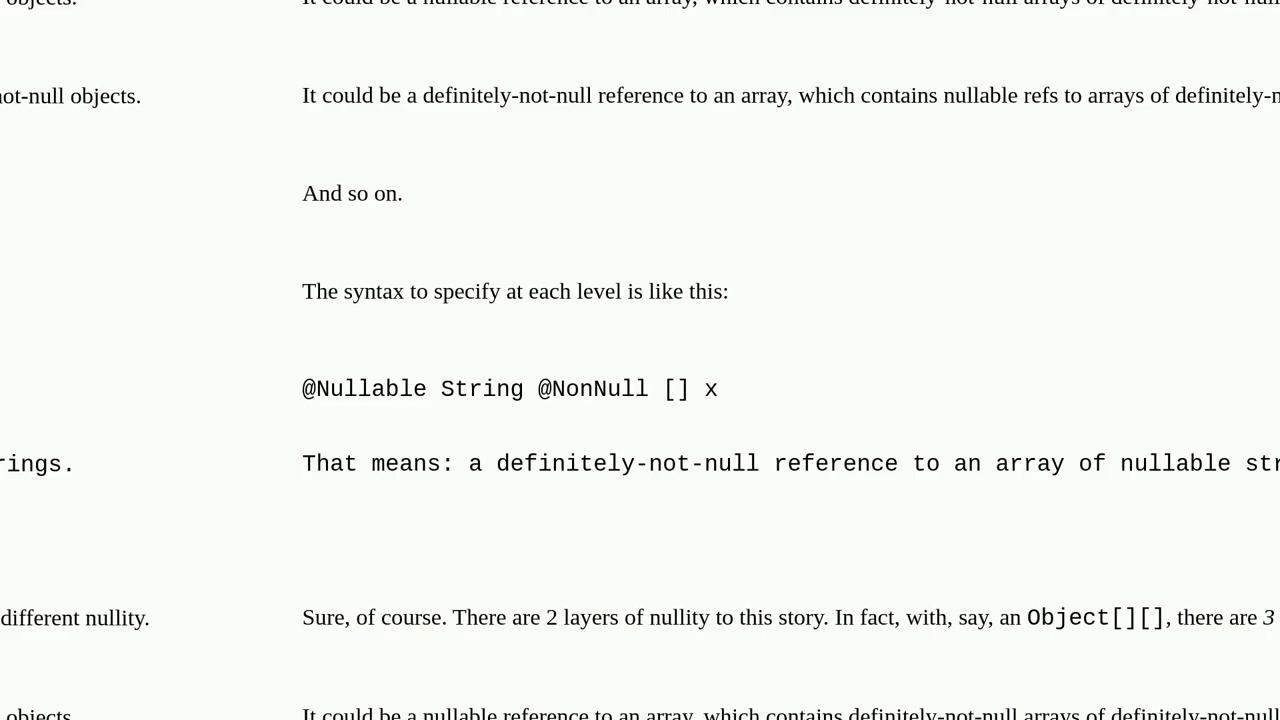 objects. It could be a nullable reference to an array, which contains definitely-not-null arrays of definitely-not-null
not-null objects. It could be a definitely-not-null reference to an array, which contains nullable refs to arrays of
And so on.
The syntax to specify at each level is like this:
@Nullable String @NonNull [] x
That means: a definitely-not-null reference to an array of nullable
different nullity. Sure, of course. There are 2 layers of nullity to this story. In fact, with, say, an Object[][], there are 3
objects. It could be a nullable reference to an array, which contains definitely-not-null arrays of definitely-not-null